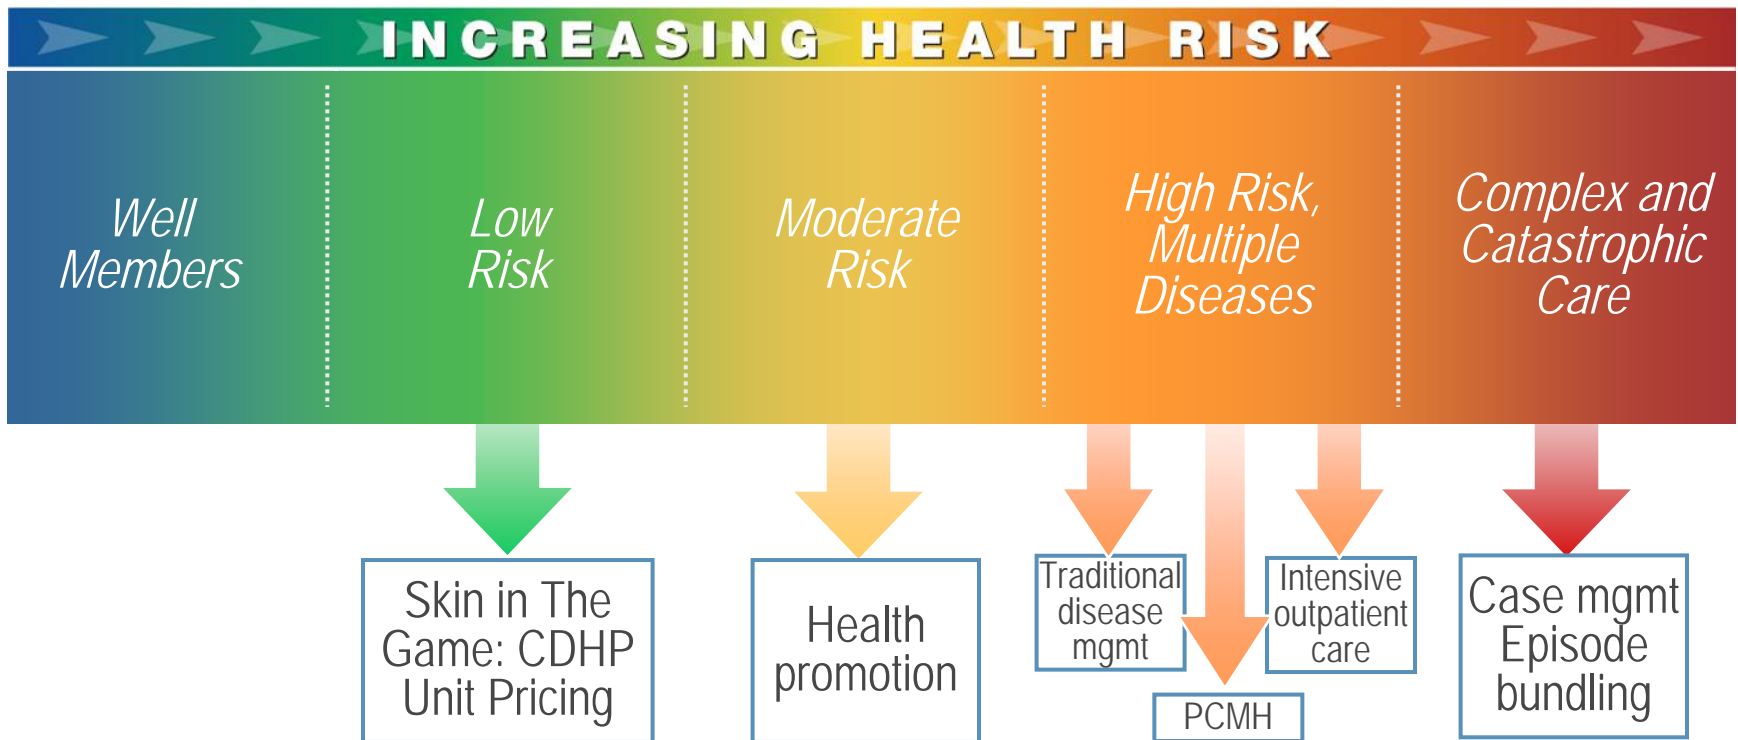 INCREASING HEALTH RISK
Well
Members
Low
Risk
Moderate
Risk
High Risk,
Multiple
Diseases
Complex and
Catastrophic
Care
Skin in The
Game: CDHP
Unit Pricing
Health
promotion
Traditional
disease
mgmt
PCMH
Intensive
outpatient
care
Case mgmt
Episode
bundling